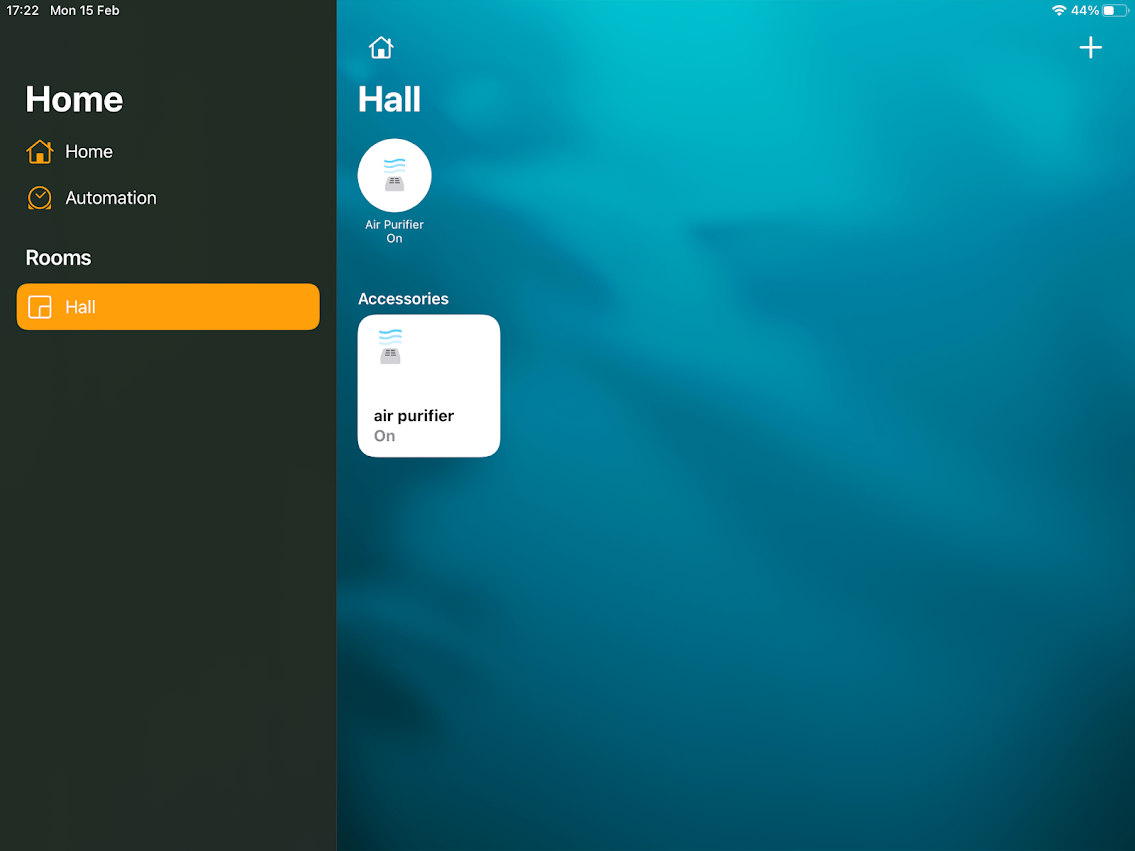 17:22 Mon 15 Feb
44%
Home
Home
Automation
Rooms
Hall
Hall
Air Purifier
On
Accessories
air purifier
On